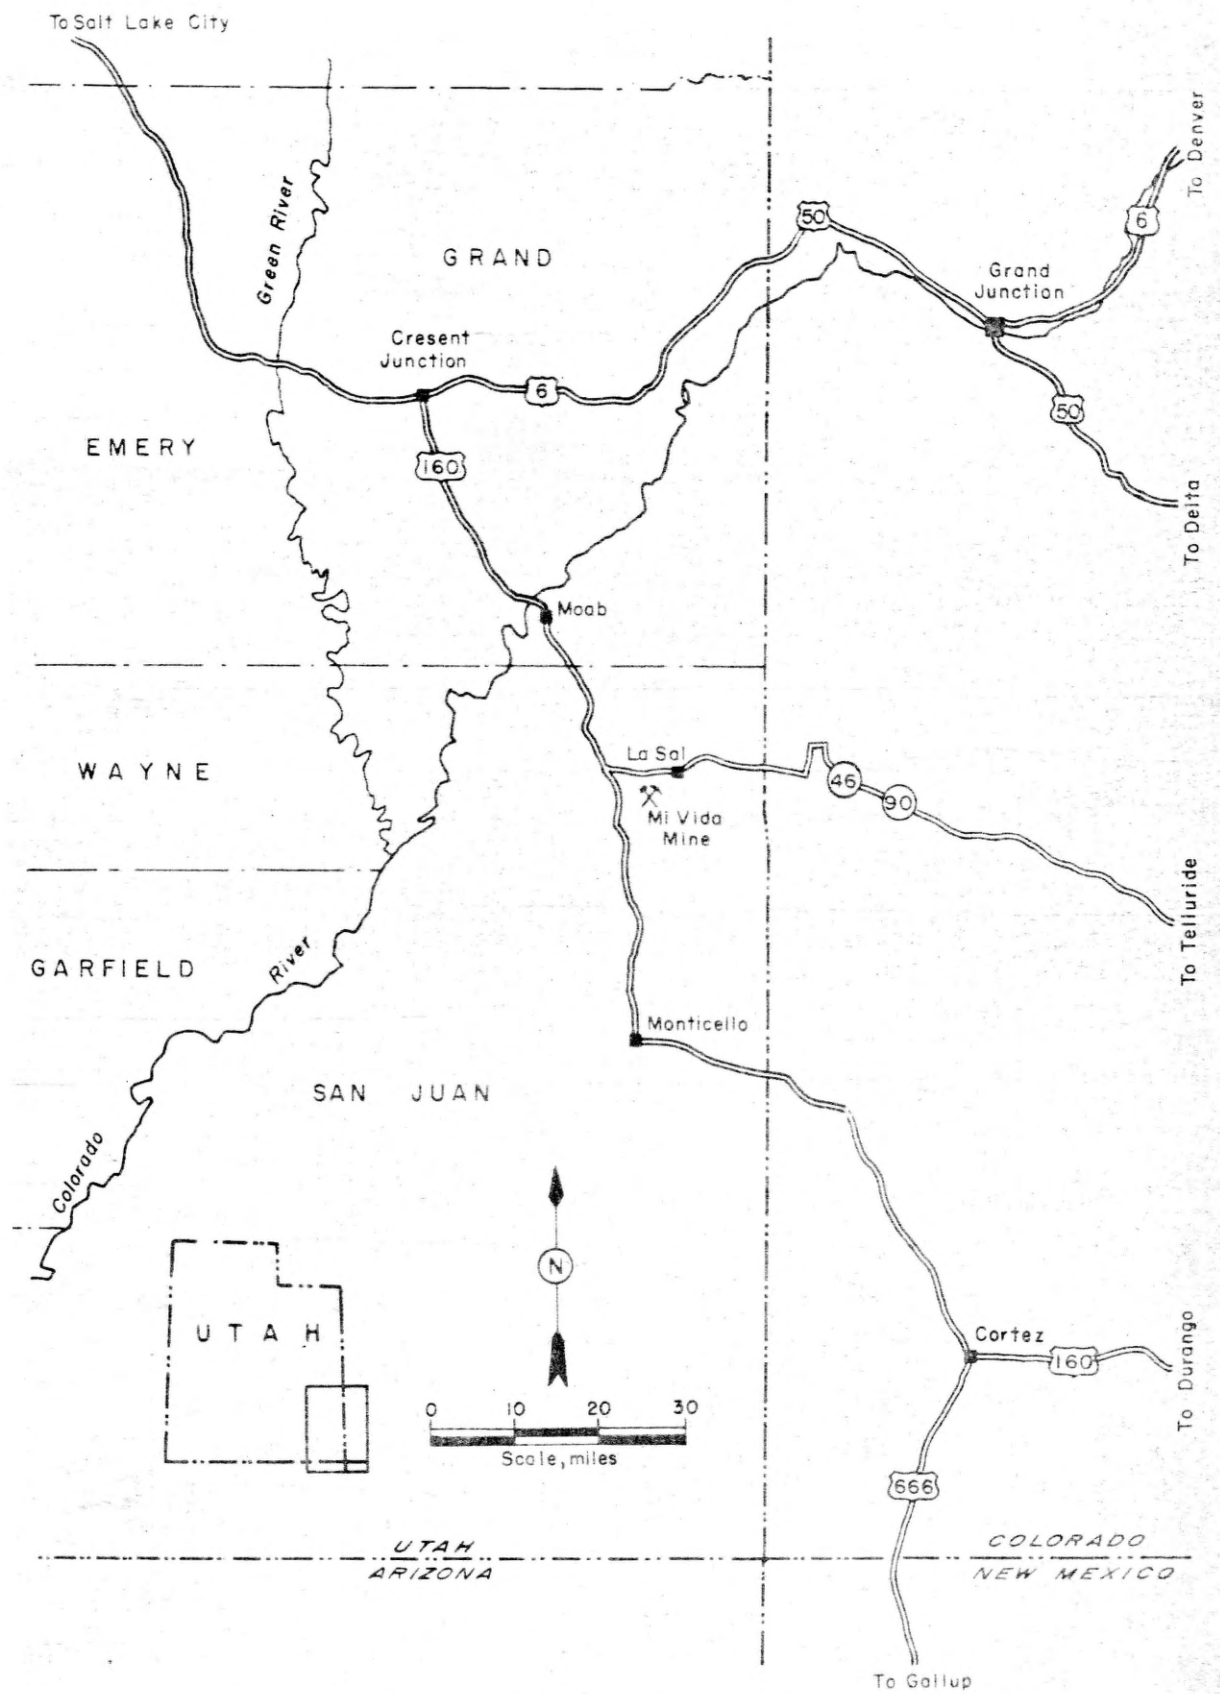 To Salt Lake City
To Denver
Green River
50
6
GRAND
Grand
Junction
Cresent
Junction
6
50
EMERY
160
To Delta
Moab
La Sal
WAYNE
46
90
Mi Vida
Mine
To Telluride
GARFIELD
River
Monticello
SAN JUAN
Colorado
N
UTAH
Cortez
160
To Durango
0 10 20 30
Scale, miles
666
UTAH
ARIZONA
COLORADO
NEW MEXICO
To Gallup